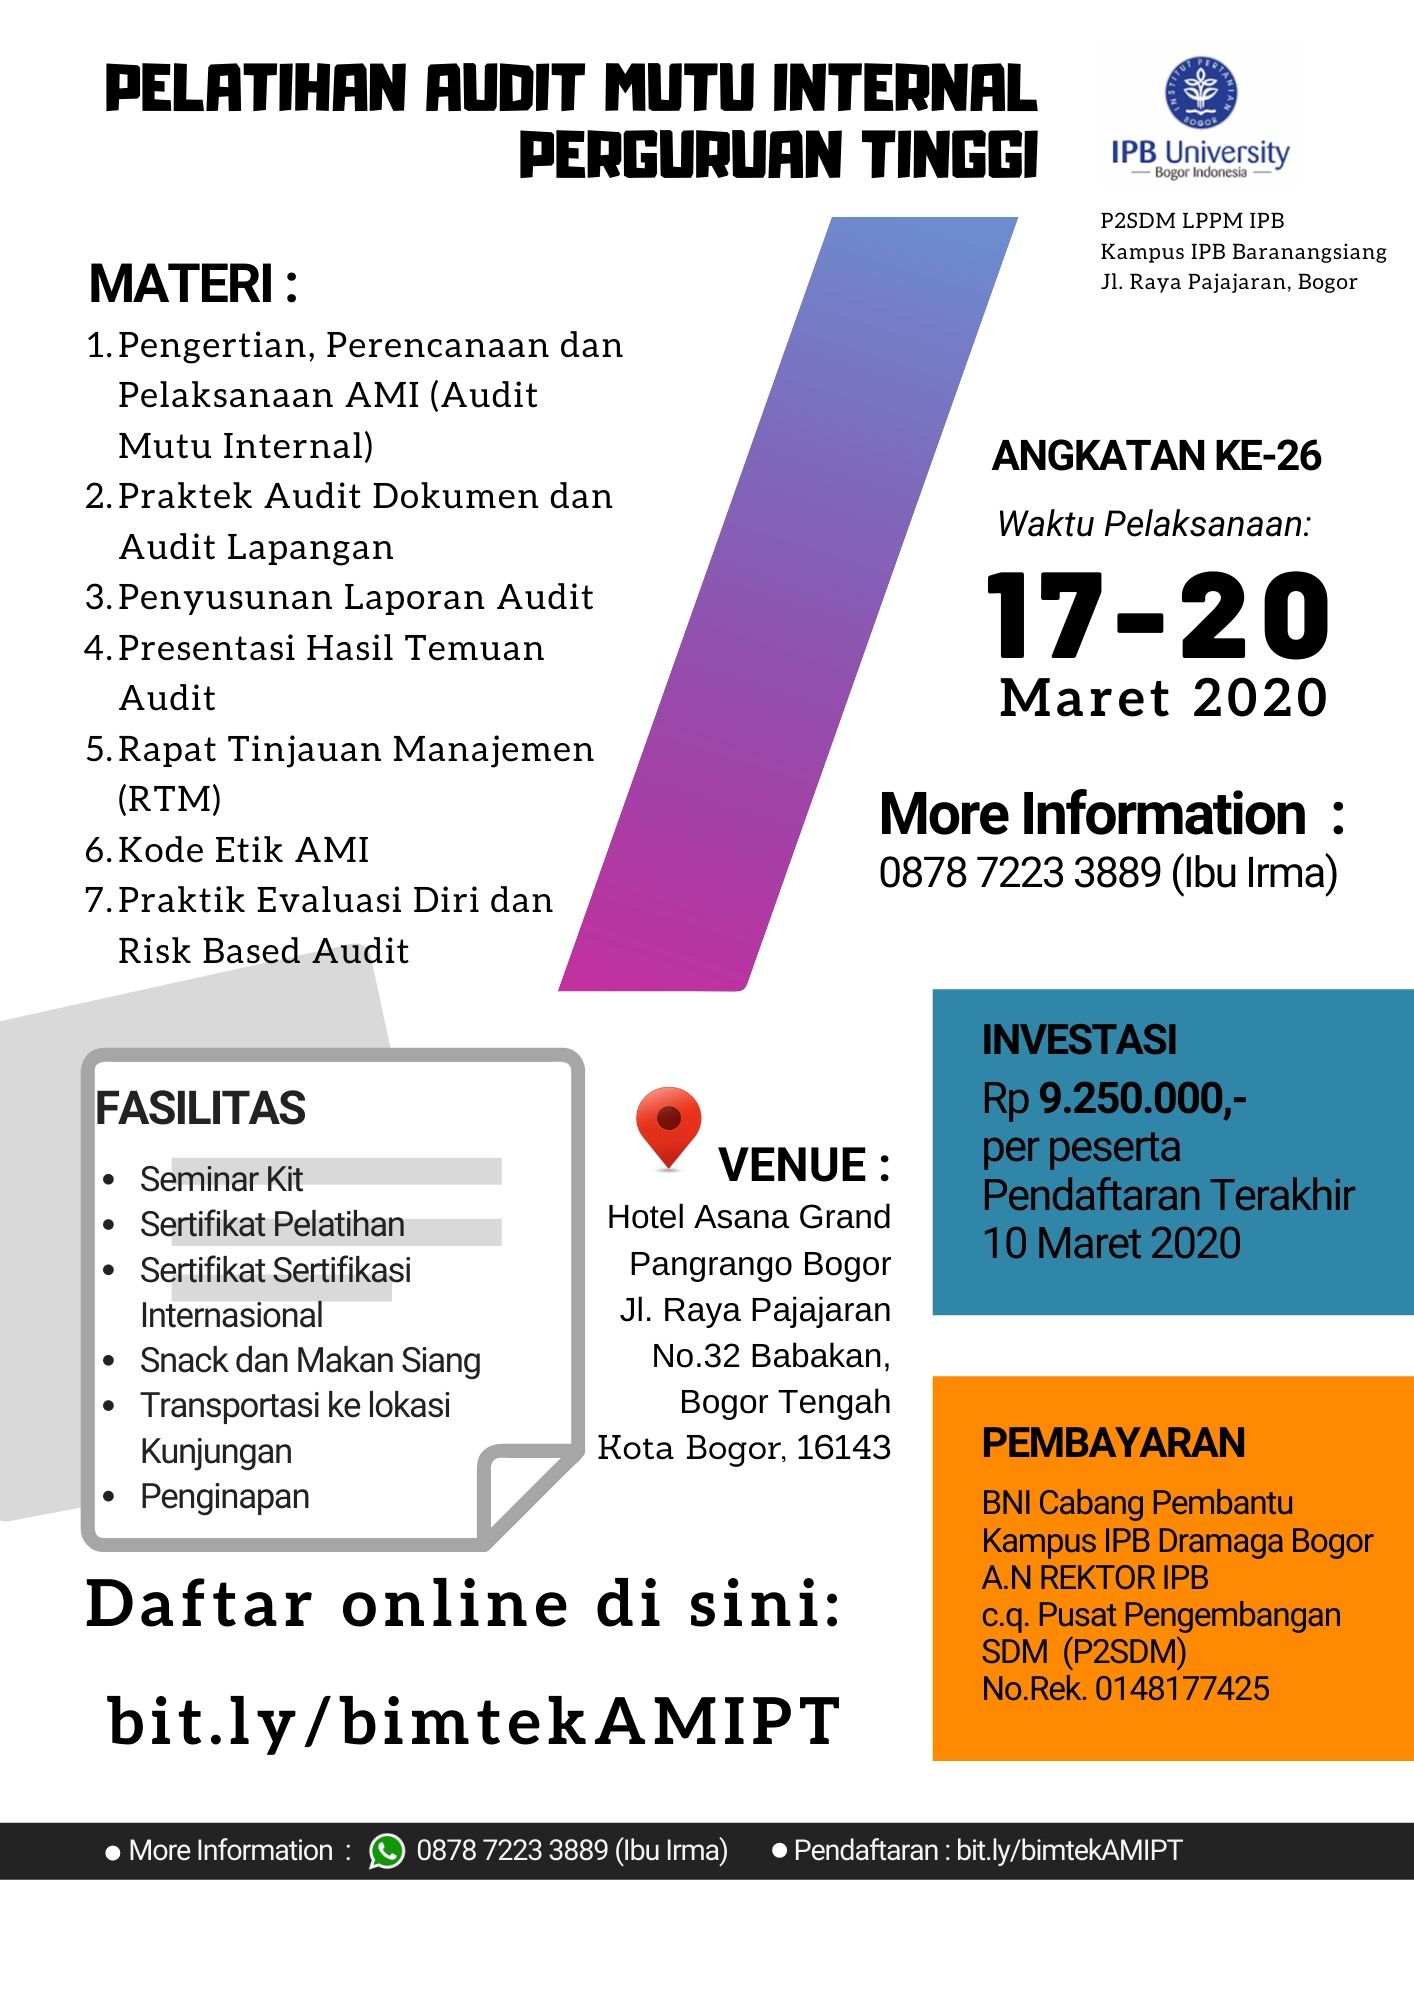 PELATIHAN AUDIT MUTU INTERNAL
PERGURUAN TINGGI
INSTITUT PERTANIAN
BOGOR
IPB University
Bogor Indonesia
P2SDM LPPM IPB
Kampus IPB Baranangsiang
Jl. Raya Pajajaran, Bogor
MATERI :
1. Pengertian, Perencanaan dan
Pelaksanaan AMI (Audit
Mutu Internal)
2. Praktek Audit Dokumen dan
Audit Lapangan
3. Penyusunan Laporan Audit
4. Presentasi Hasil Temuan
Audit
5. Rapat Tinjauan Manajemen
(RTM)
6. Kode Etik AMI
7. Praktik Evaluasi Diri dan
Risk Based Audit
ANGKATAN KE-26
Waktu Pelaksanaan:
17-20
Maret 2020
More Information :
0878 7223 3889 (Ibu Irma)
FASILITAS
• Seminar Kit
• Sertifikat Pelatihan
• Sertifikat Sertifikasi
Internasional
• Snack dan Makan Siang
• Transportasi ke lokasi
Kunjungan
• Penginapan
VENUE :
Hotel Asana Grand
Pangrango Bogor
Jl. Raya Pajajaran
No.32 Babakan,
Bogor Tengah
Kota Bogor, 16143
INVESTASI
Rp 9.250.000,-
per peserta
Pendaftaran Terakhir
10 Maret 2020
PEMBAYARAN
BNI Cabang Pembantu
Kampus IPB Dramaga Bogor
A.N REKTOR IPB
c.q. Pusat Pengembangan
SDM (P2SDM)
No.Rek. 0148177425
Daftar online di sini:
bit.ly/bimtekAMIPT
• More Information : 0878 7223 3889 (Ibu Irma) • Pendaftaran : bit.ly/bimtekAMIPT